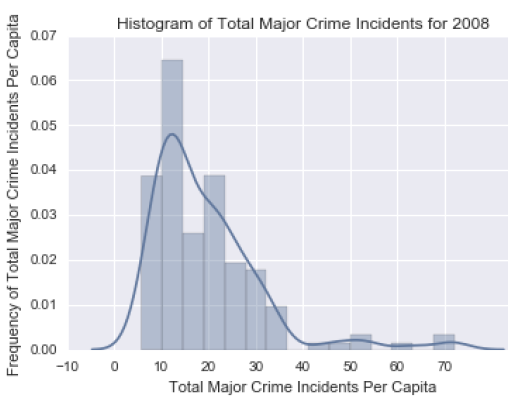 Histogram of Total Major Crime Incidents for 2008
Frequency of Total Major Crime Incidents Per Capita
0.07
0.06
0.05
0.04
0.03
0.02
0.01
0.00
−10 0 10 20 30 40 50 60 70
Total Major Crime Incidents Per Capita